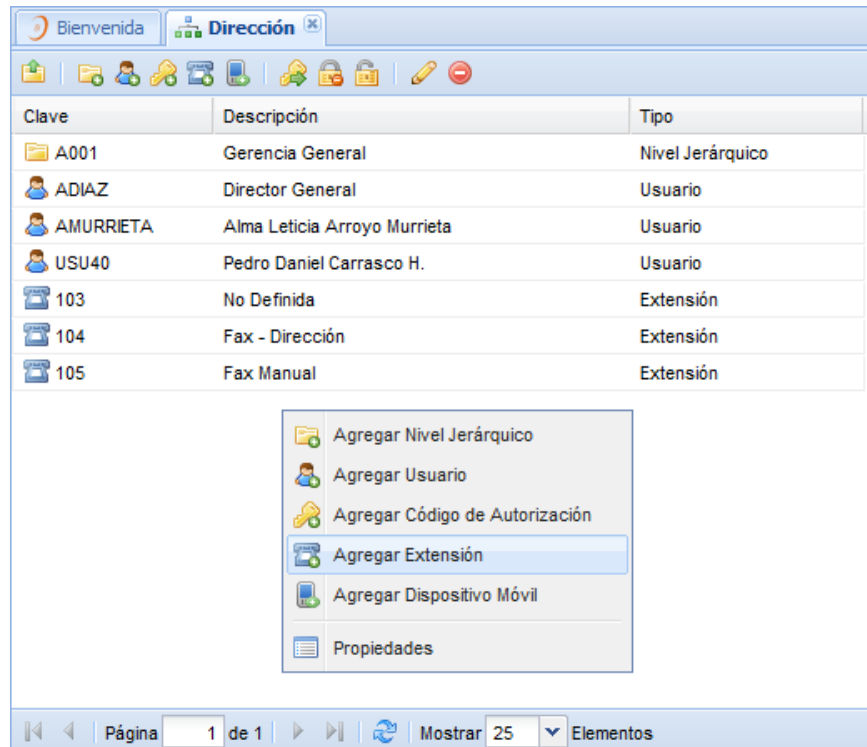 Bienvenida Dirección
Clave Descripción Tipo
A001 Gerencia General Nivel Jerárquico
ADIAZ Director General Usuario
AMURRIETA Alma Leticia Arroyo Murrieta Usuario
USU40 Pedro Daniel Carrasco H. Usuario
103 No Definida Extensión
104 Fax - Dirección Extensión
105 Fax Manual Extensión
Agregar Nivel Jerárquico
Agregar Usuario
Agregar Código de Autorización
Agregar Extensión
Agregar Dispositivo Móvil
Propiedades
Página 1 de 1 Mostrar 25 Elementos